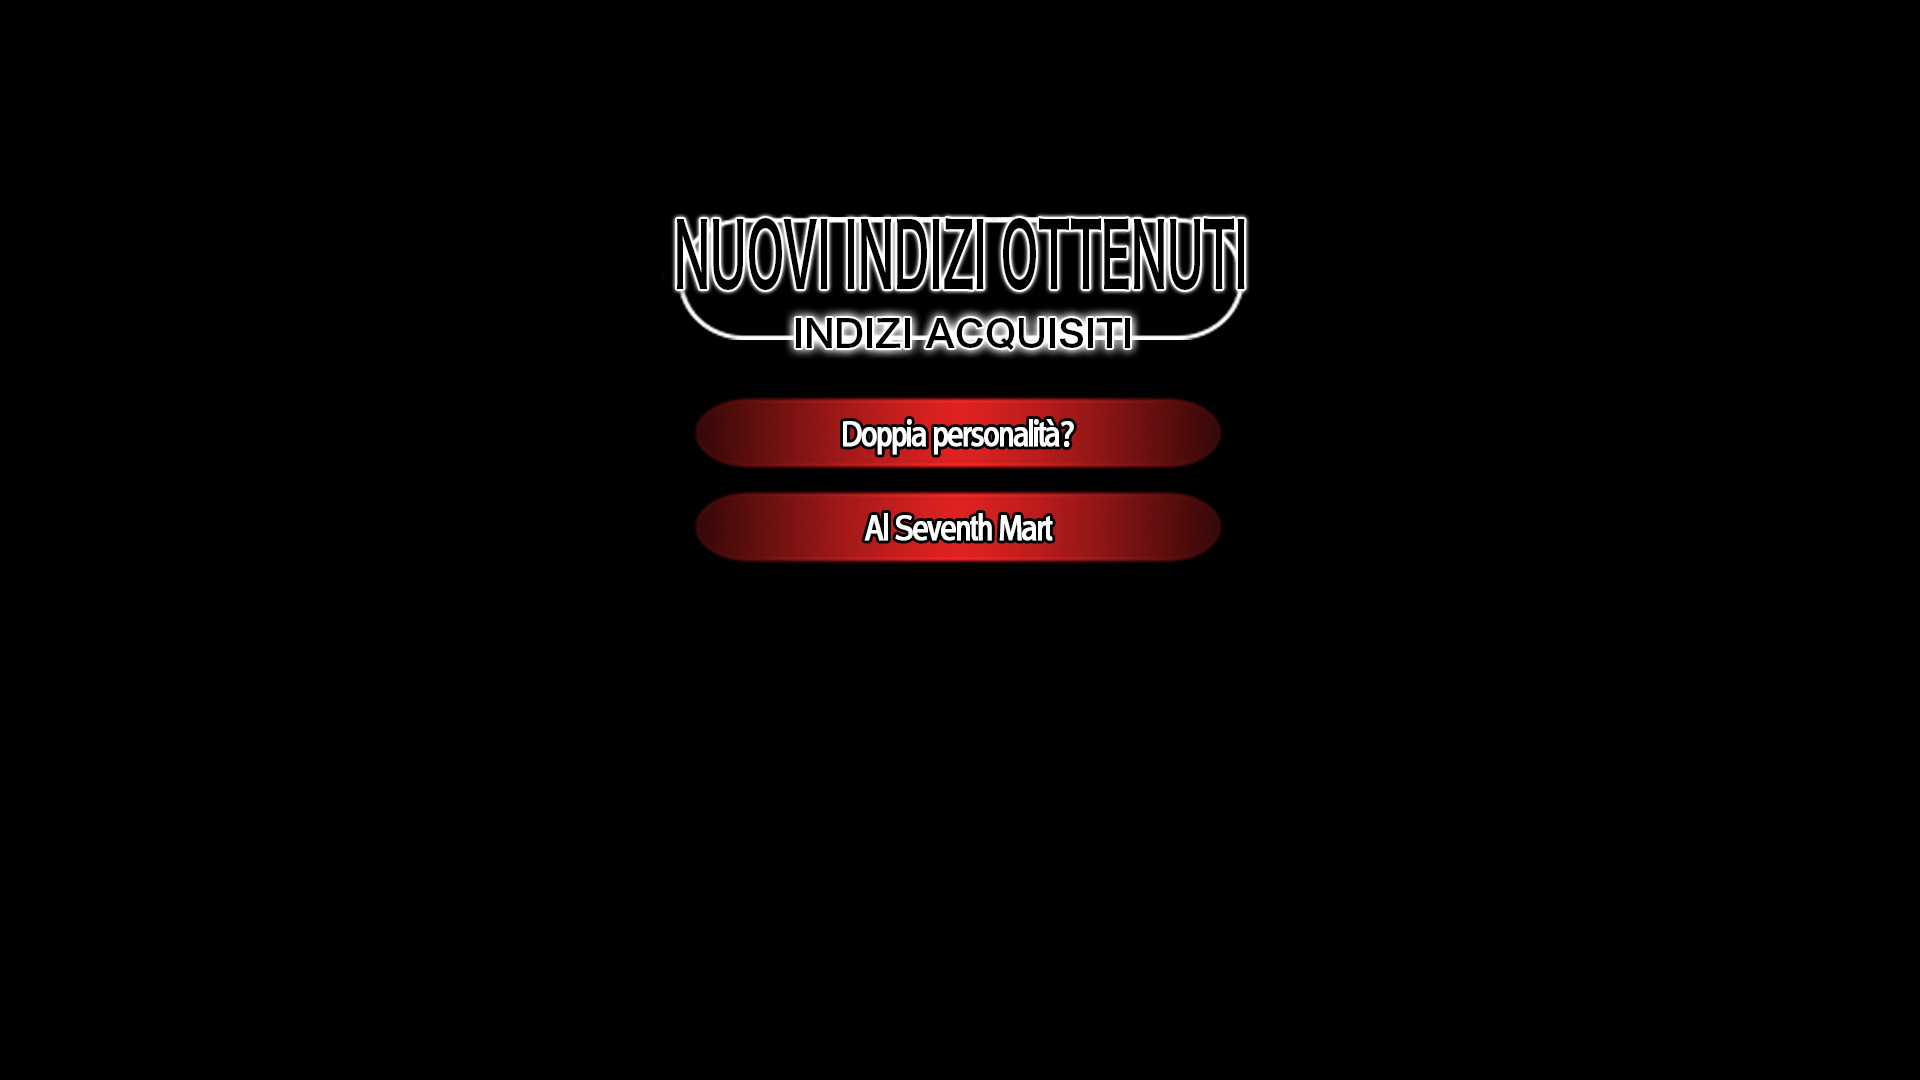 NUOVI INDIZI OTTENUTI
INDIZI ACQUISITI
Doppia personalità?
Al Seventh Mart